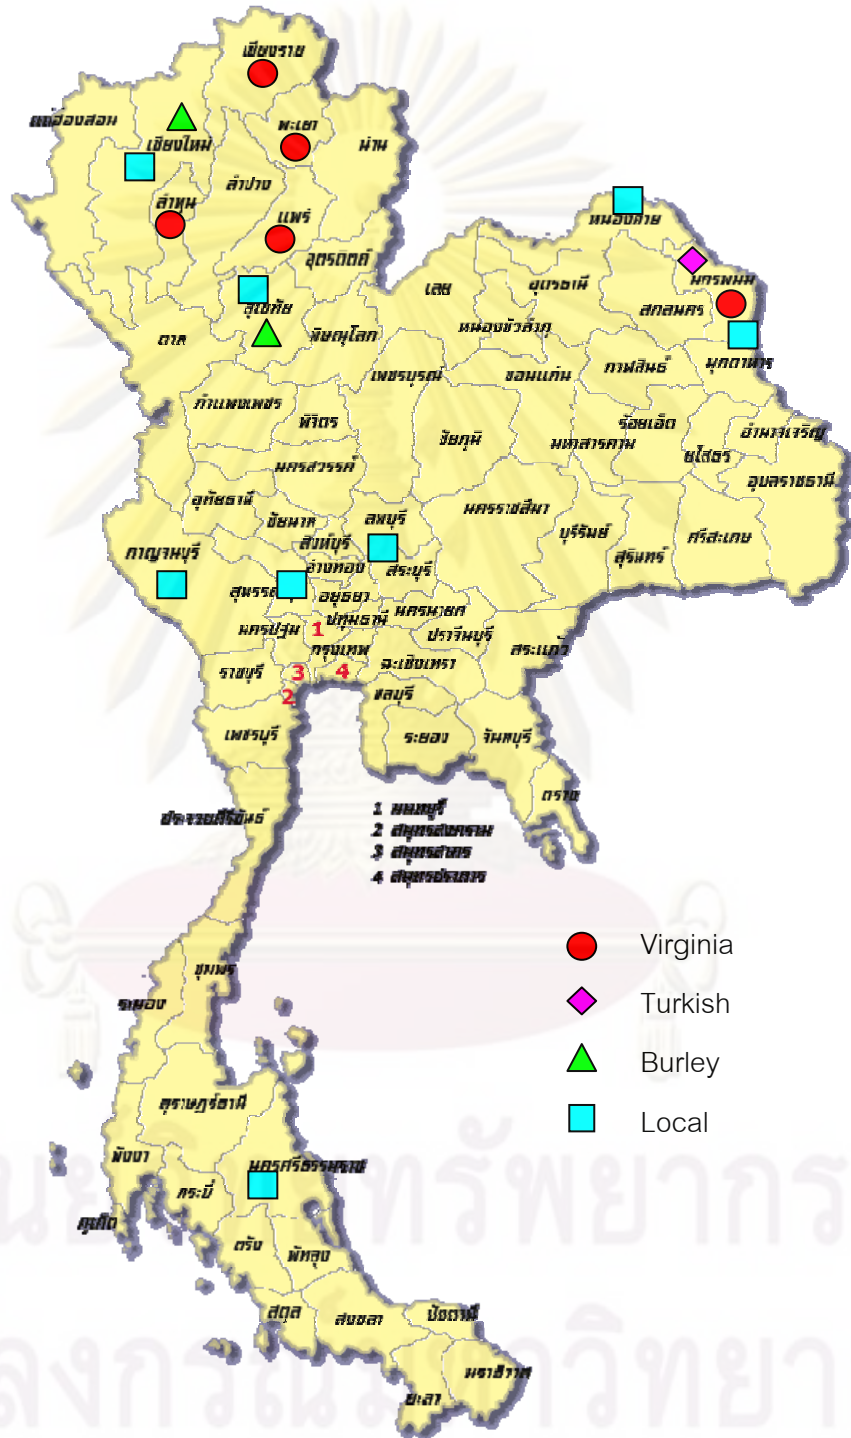 เชียงราย
แม่ฮ่องสอน
เชียงใหม่
พะเยา
น่าน
ลำปาง
ลำพูน
แพร่
อุตรดิตถ์
หนองคาย
เลย
อุดรธานี
นครพนม
สกลนคร
สุโขทัย
ตาก
พิษณุโลก
หนองบัวลำภู
มุกดาหาร
เพชรบูรณ์
ขอนแก่น
กาฬสินธุ์
กำแพงเพชร
พิจิตร
ชัยภูมิ
มหาสารคาม
ร้อยเอ็ด
ยโสธร
อำนาจเจริญ
นครสวรรค์
อุบลราชธานี
อุทัยธานี
ชัยนาท
ลพบุรี
นครราชสีมา
บุรีรัมย์
สุรินทร์
ศรีสะเกษ
กาญจนบุรี
สิงห์บุรี
อ่างทอง
สระบุรี
อยุธยา
นครนายก
ปทุมธานี
นครปฐม
1
ปราจีนบุรี
สระแก้ว
กรุงเทพ
ฉะเชิงเทรา
ราชบุรี
3
4
2
ชลบุรี
เพชรบุรี
ระยอง
จันทบุรี
ตราด
ประจวบคีรีขันธ์
1 นนทบุรี
2 สมุทรสงคราม
3 สมุทรสาคร
4 สมุทรปราการ
Virginia
Turkish
Burley
Local
ชุมพร
ระนอง
สุราษฎร์ธานี
พังงา
นครศรีธรรมราช
กระบี่
ภูเก็ต
ตรัง
พัทลุง
สตูล
สงขลา
ปัตตานี
นราธิวาส
ยะลา